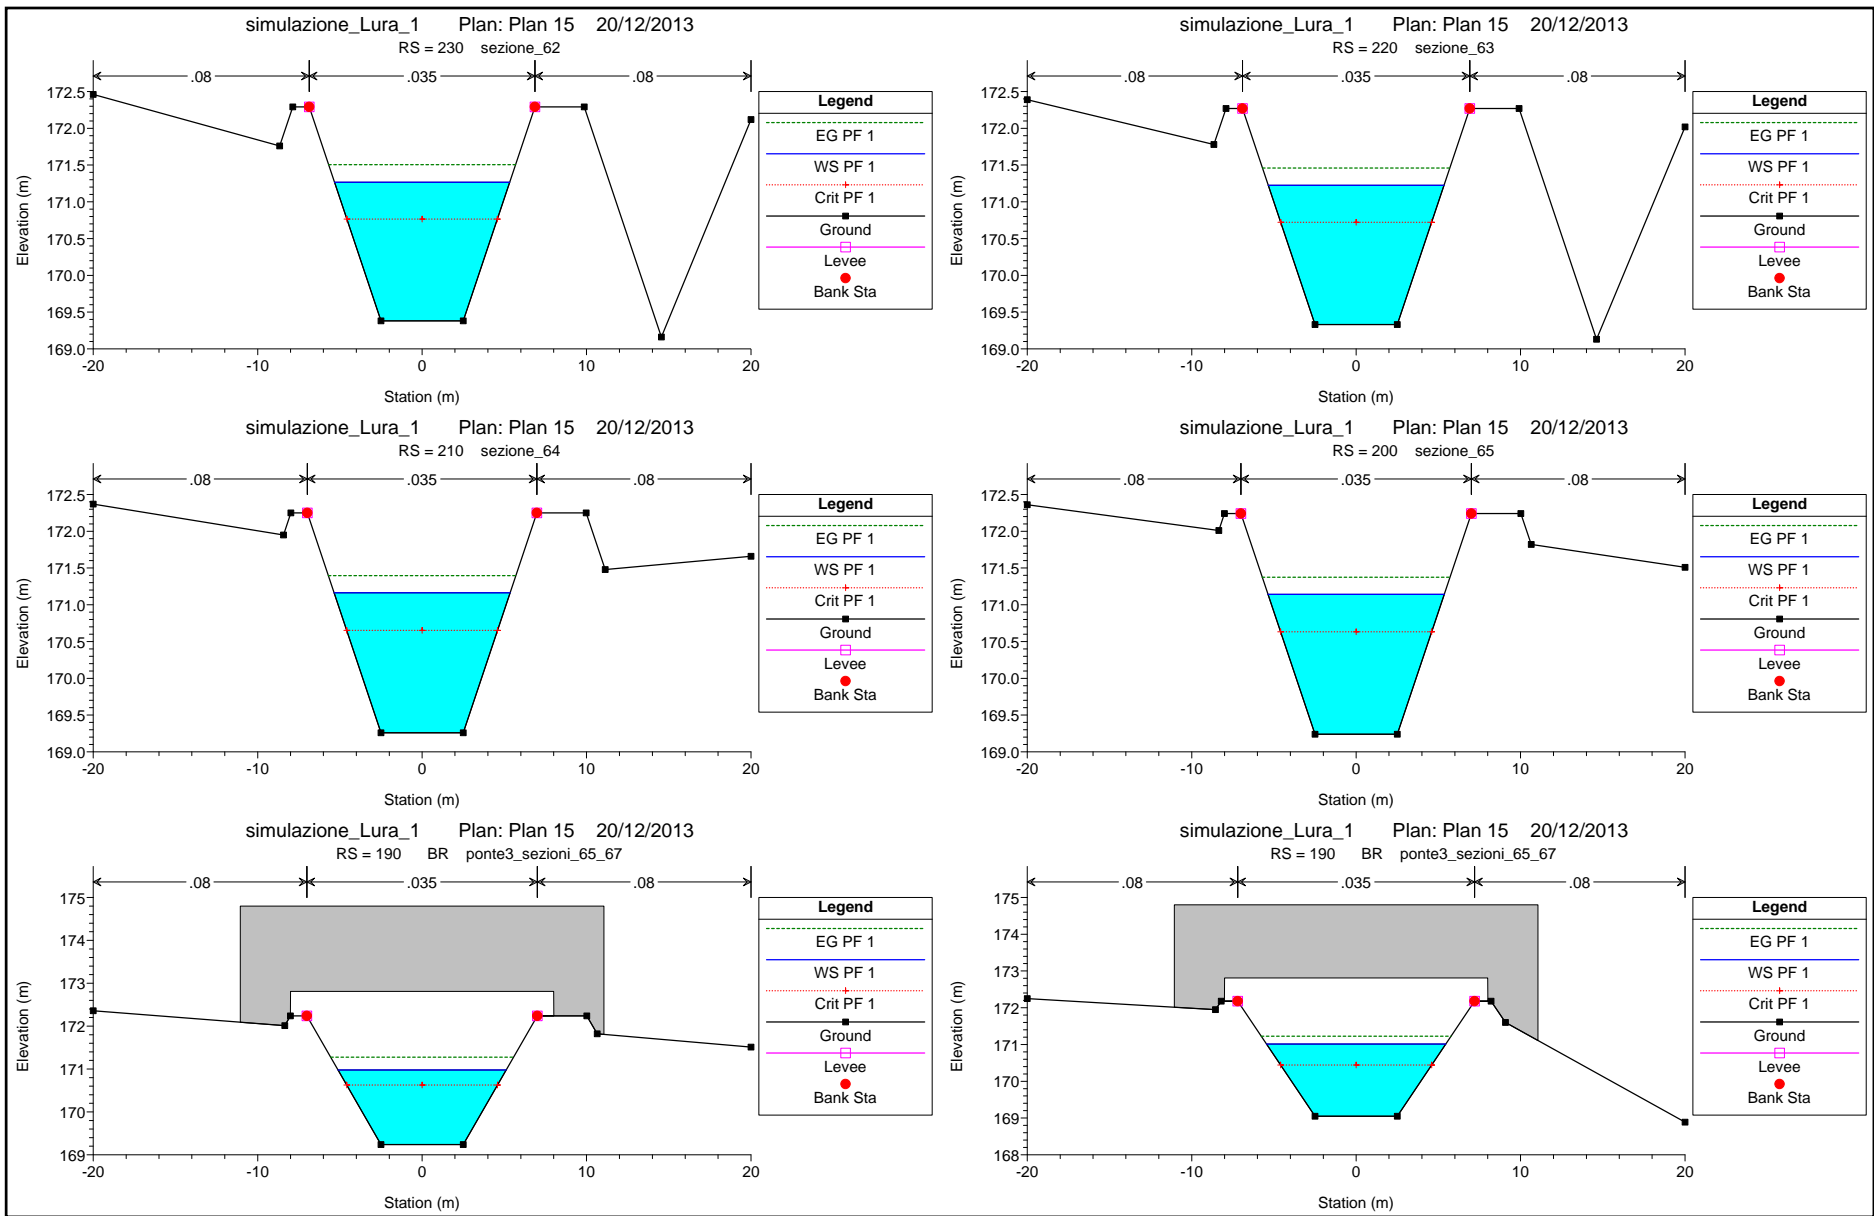 simulazione_Lura_1 Plan: Plan 15 20/12/2013
RS = 230 sezione_62
.08 .035 .08
172.5
172.0
171.5
171.0
170.5
170.0
169.5
169.0
Elevation (m)
-20 -10 0 10 20
Station (m)
Legend
EG PF 1
WS PF 1
Crit PF 1
Ground
Levee
Bank Sta
simulazione_Lura_1 Plan: Plan 15 20/12/2013
RS = 220 sezione_63
.08 .035 .08
172.5
172.0
171.5
171.0
170.5
170.0
169.5
169.0
Elevation (m)
-20 -10 0 10 20
Station (m)
Legend
EG PF 1
WS PF 1
Crit PF 1
Ground
Levee
Bank Sta
simulazione_Lura_1 Plan: Plan 15 20/12/2013
RS = 210 sezione_64
.08 .035 .08
172.5
172.0
171.5
171.0
170.5
170.0
169.5
169.0
Elevation (m)
-20 -10 0 10 20
Station (m)
Legend
EG PF 1
WS PF 1
Crit PF 1
Ground
Levee
Bank Sta
simulazione_Lura_1 Plan: Plan 15 20/12/2013
RS = 200 sezione_65
.08 .035 .08
172.5
172.0
171.5
171.0
170.5
170.0
169.5
169.0
Elevation (m)
-20 -10 0 10 20
Station (m)
Legend
EG PF 1
WS PF 1
Crit PF 1
Ground
Levee
Bank Sta
simulazione_Lura_1 Plan: Plan 15 20/12/2013
RS = 190 BR ponte3_sezioni_65_67
.08 .035 .08
175
174
173
172
171
170
169
Elevation (m)
-20 -10 0 10 20
Station (m)
Legend
EG PF 1
WS PF 1
Crit PF 1
Ground
Levee
Bank Sta
simulazione_Lura_1 Plan: Plan 15 20/12/2013
RS = 190 BR ponte3_sezioni_65_67
.08 .035 .08
175
174
173
172
171
170
169
168
Elevation (m)
-20 -10 0 10 20
Station (m)
Legend
EG PF 1
WS PF 1
Crit PF 1
Ground
Levee
Bank Sta